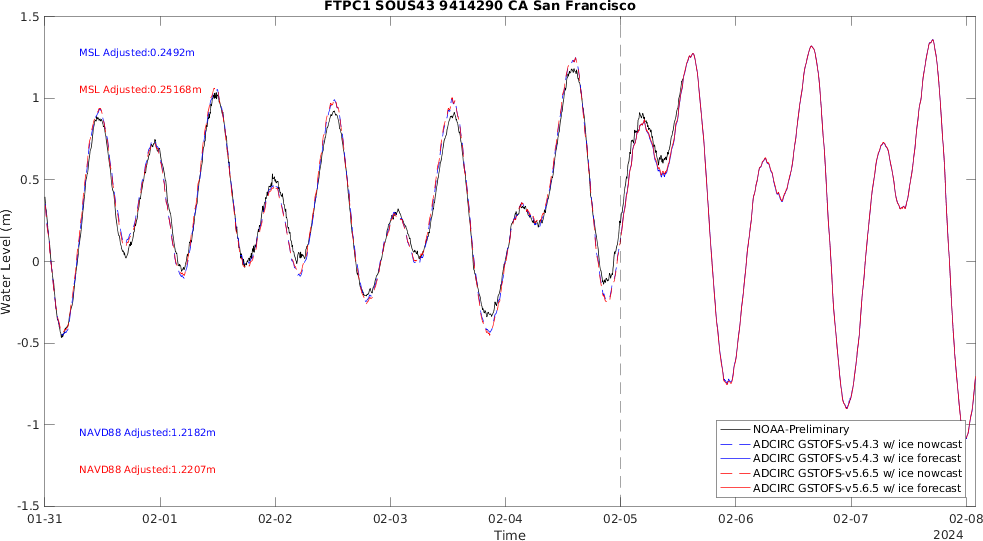 FTPC1 SOUS43 9414290 CA San Francisco
1.5
1
0.5
0
-0.5
-1
-1.5
Water Level (m)
MSL Adjusted:0.2492m
MSL Adjusted:0.25168m
NAVD88 Adjusted:1.2182m
NAVD88 Adjusted:1.2207m
NOAA-Preliminary
ADCIRC GSTOFS-v5.4.3 w/ ice nowcast
ADCIRC GSTOFS-v5.4.3 w/ ice forecast
ADCIRC GSTOFS-v5.6.5 w/ ice nowcast
ADCIRC GSTOFS-v5.6.5 w/ ice forecast
01-31 02-01 02-02 02-03 02-04 02-05 02-06 02-07 02-08
Time
2024